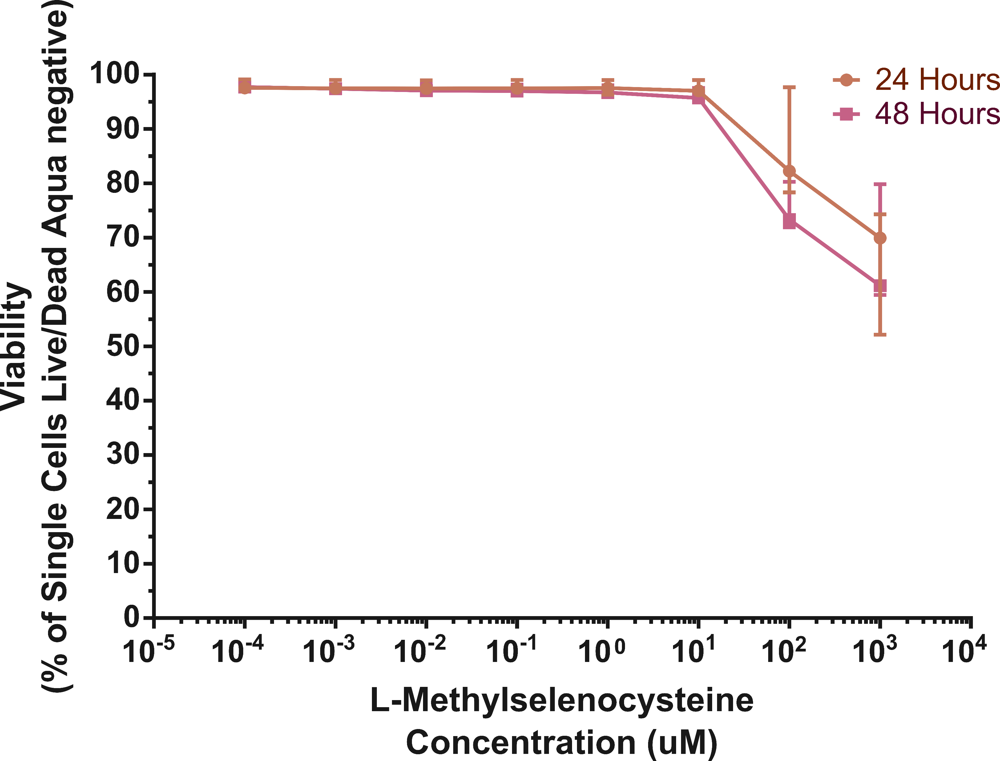 Viability
(% of Single Cells Live/Dead Aqua negative)
100
90
80
70
60
50
40
30
20
10
0
24 Hours
48 Hours
10-5 10-4 10-3 10-2 10-1 100 101 102 103 104
L-Methylselenocysteine
Concentration (uM)